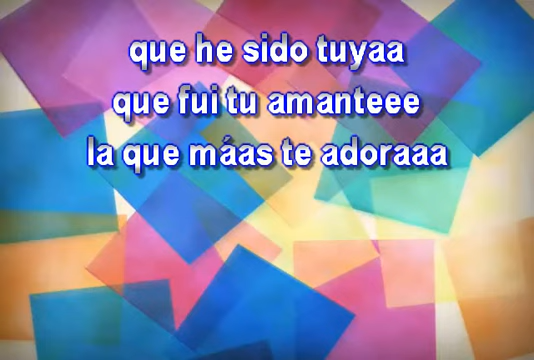 que he sido tuyaa
que fui tu amanteee
la que máas te adoraaa